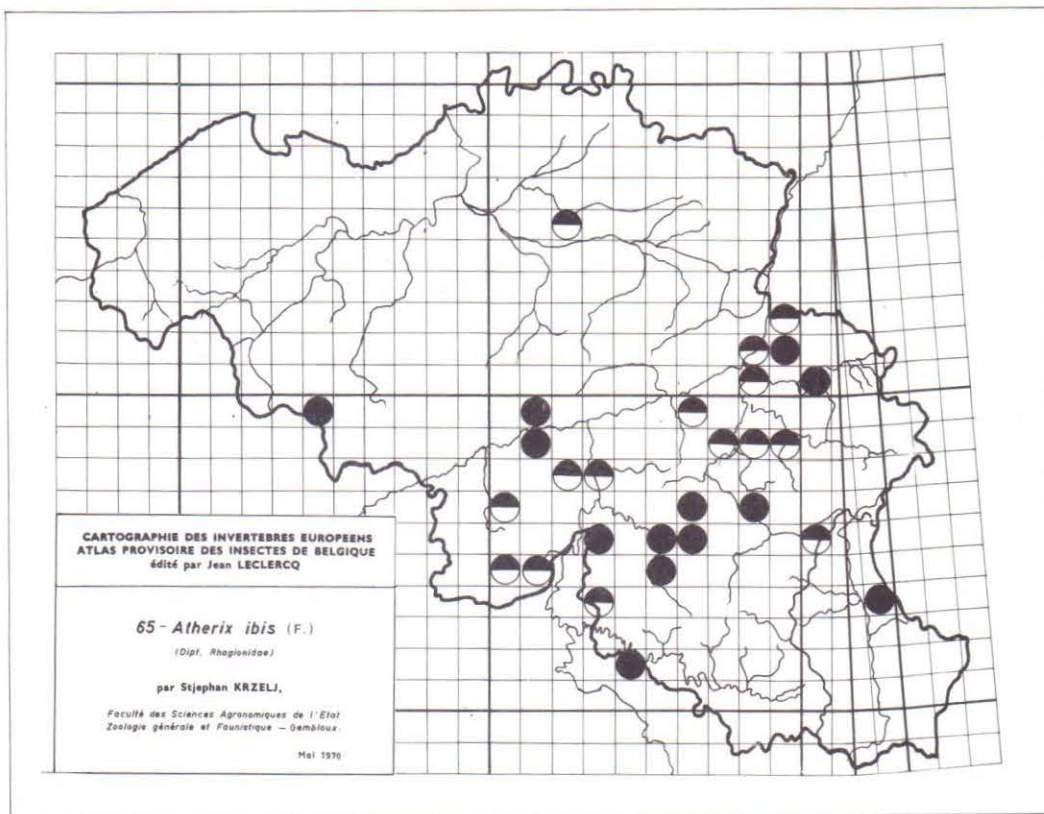 CARTOGRAPHIE DES INVERTEBRES EUROPEENS
ATLAS PROVISOIRE DES INSECTES DE BELGIQUE
édité par Jean LECLERCQ
65 - Atherix ibis (F.)
(Dipt. Rhagionidae)
par Stjephan KRZELJ,
Faculté des Sciences Agronomiques de l'Etat
Zoologie générale et Faunistique — Gembloux.
Mai 1970